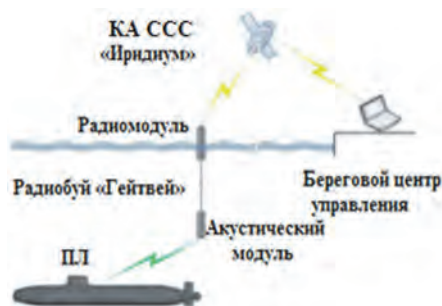 КА ССС
«Иридиум»
Радиомодуль
Радиобуй «Гейтвей»
Береговой центр
управления
Акустический
модуль
ПЛ